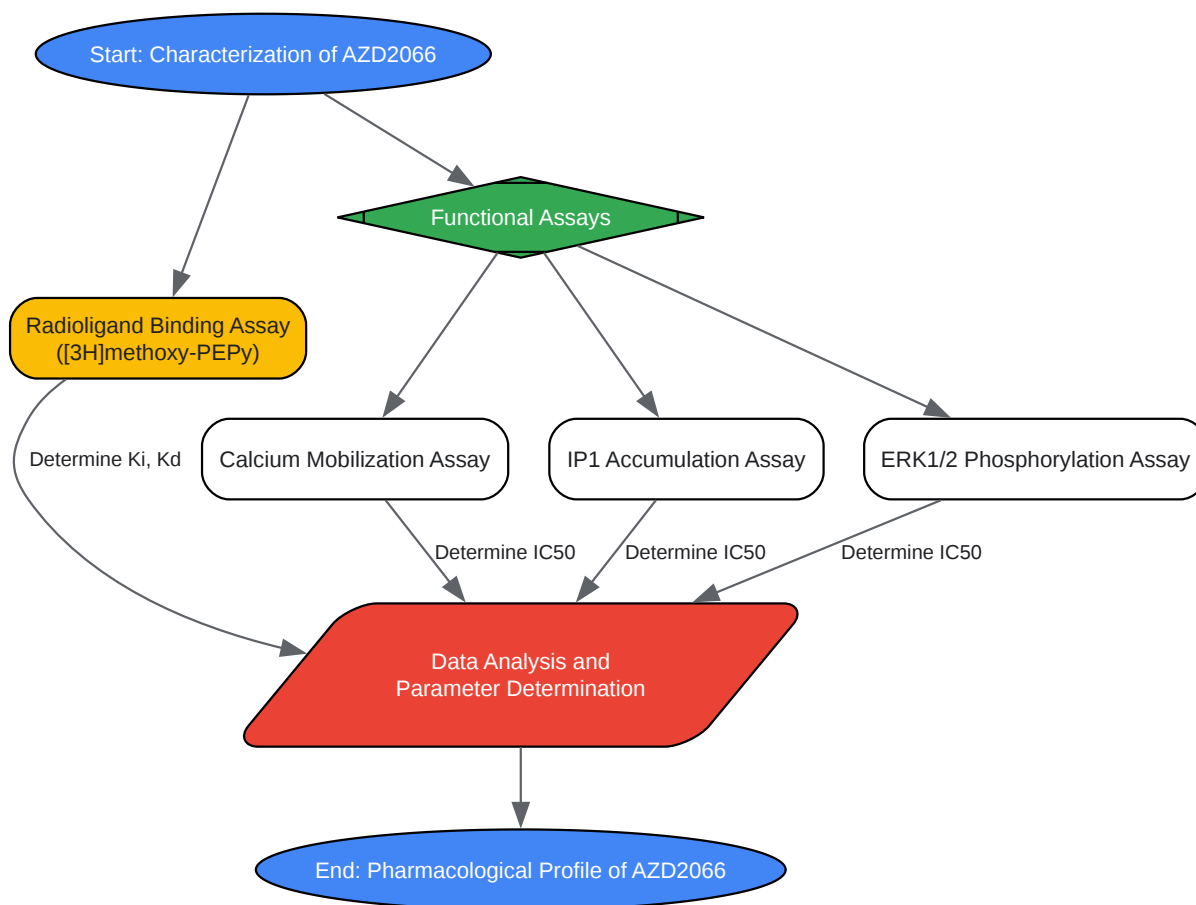 Start: Characterization of AZD2066
Functional Assays
Radioligand Binding Assay
([3H]methoxy-PEPy)
Determine Ki, Kd
Calcium Mobilization Assay
IP1 Accumulation Assay
ERK1/2 Phosphorylation Assay
Determine IC50
Determine IC50
Determine IC50
Data Analysis and
Parameter Determination
End: Pharmacological Profile of AZD2066